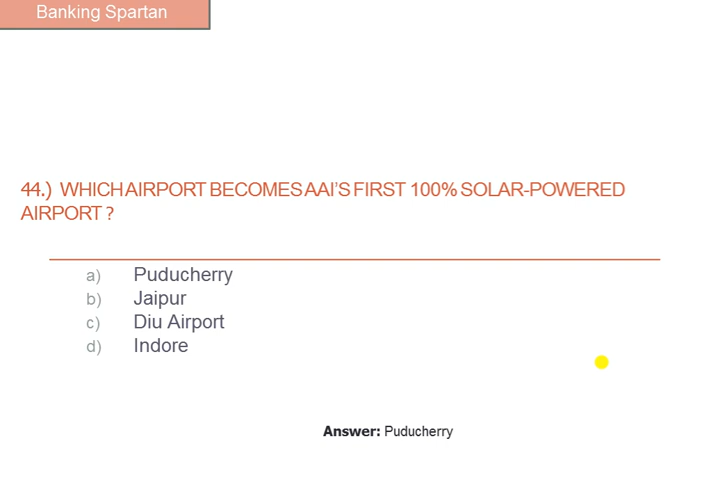 Banking Spartan
44.) WHICH AIRPORT BECOMES AAI'S FIRST 100% SOLAR-POWERED
AIRPORT ?
a) Puducherry
b) Jaipur
c) Diu Airport
d) Indore
Answer: Puducherry